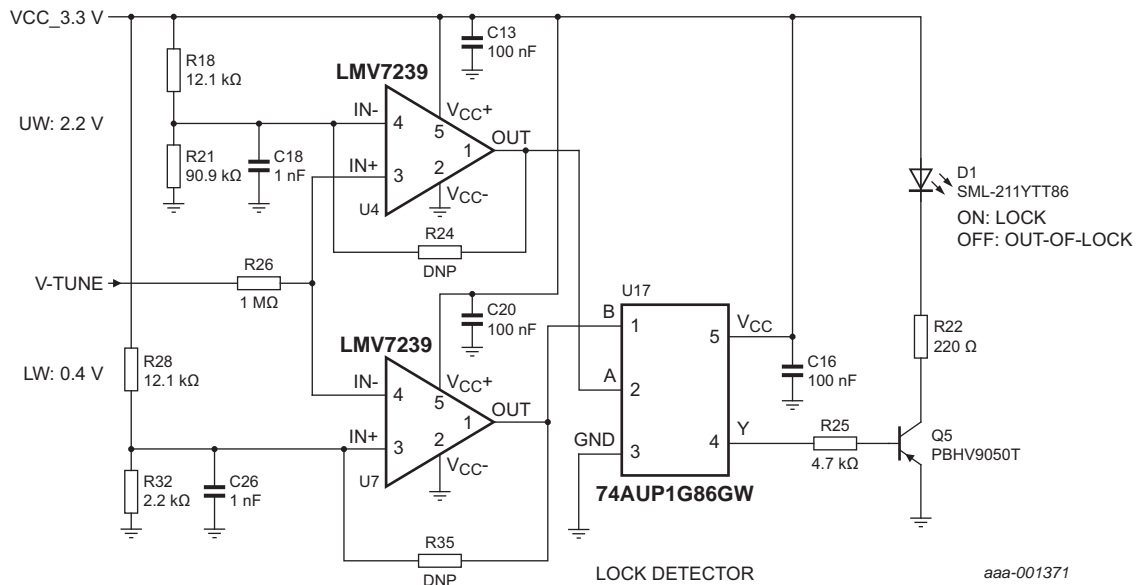 VCC_3.3 V
R18
12.1 kΩ
C13
100 nF
LMV7239
UW: 2.2 V
IN-
4
VCC+
5
OUT
1
R21
90.9 kΩ
C18
1 nF
IN+
3
2
VCC-
U4
R24
DNP
D1
SML-211YTT86
ON: LOCK
OFF: OUT-OF-LOCK
V-TUNE
R26
1 MΩ
C20
100 nF
U17
B
1
5
VCC
R22
220 Ω
LW: 0.4 V
R28
12.1 kΩ
LMV7239
IN-
4
VCC+
5
OUT
1
A
2
C16
100 nF
IN+
3
2
VCC-
U7
GND
3
4
Y
R25
4.7 kΩ
Q5
PBHV9050T
R32
2.2 kΩ
C26
1 nF
74AUP1G86GW
R35
DNP
LOCK DETECTOR
aaa-001371